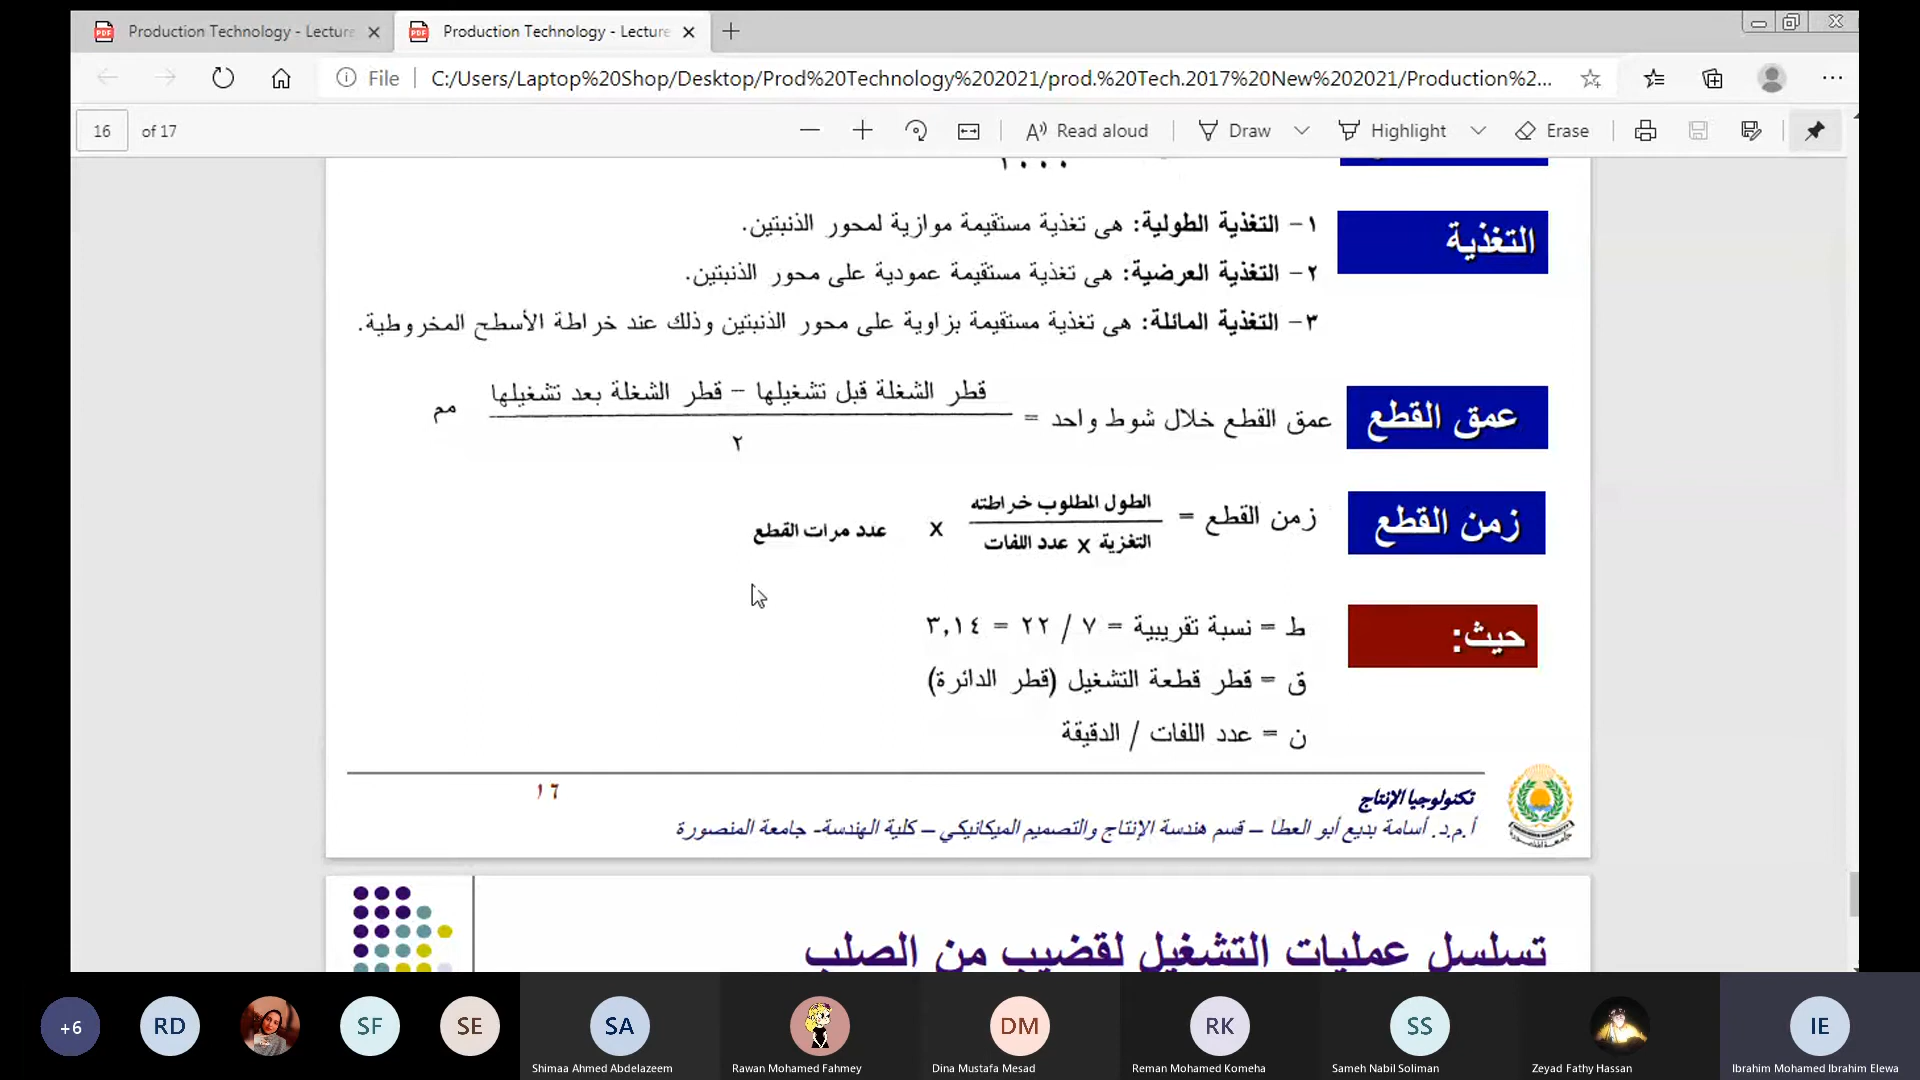 Production Technology - Lecture
Production Technology - Lecture
File
C:/Users/Laptop%20Shop/Desktop/Prod%20Technology%202021/prod.%20Tech.2017%20New%202021/Production%2...
16 of 17
Read aloud
Draw
Highlight
Erase
١٠٠٠
التغذية
١- التغذية الطولية: هى تغذية مستقيمة موازية لمحور الذنبتين.
٢- التغذية العرضية: هى تغذية مستقيمة عمودية على محور الذنبتين.
٣- التغذية المائلة: هى تغذية مستقيمة بزاوية على محور الذنبتين وذلك عند خراطة الأسطح المخروطية.
عمق القطع
عمق القطع خلال شوط واحد =
قطر الشغلة قبل تشغيلها – قطر الشغلة بعد تشغيلها
٢
مم
زمن القطع
زمن القطع =
الطول المطلوب خراطته
التغزية x عدد اللفات
x عدد مرات القطع
حيث:
ط = نسبة تقريبية = ٧ / ٢٢ = ٣,١٤
ق = قطر قطعة التشغيل (قطر الدائرة)
ن = عدد اللفات / الدقيقة
تكنولوجيا الإنتاج
١٦
أ.م.د. أسامة بديع أبو العطا – قسم هندسة الإنتاج والتصميم الميكانيكي – كلية الهندسة- جامعة المنصورة
تسلسل عمليات التشغيل لقضيب من الصلب
+6
RD
SF
SE
SA
DM
RK
SS
IE
Shimaa Ahmed Abdelazeem
Rawan Mohamed Fahmey
Dina Mustafa Mesad
Reman Mohamed Komeha
Sameh Nabil Soliman
Zeyad Fathy Hassan
Ibrahim Mohamed Ibrahim Elewa